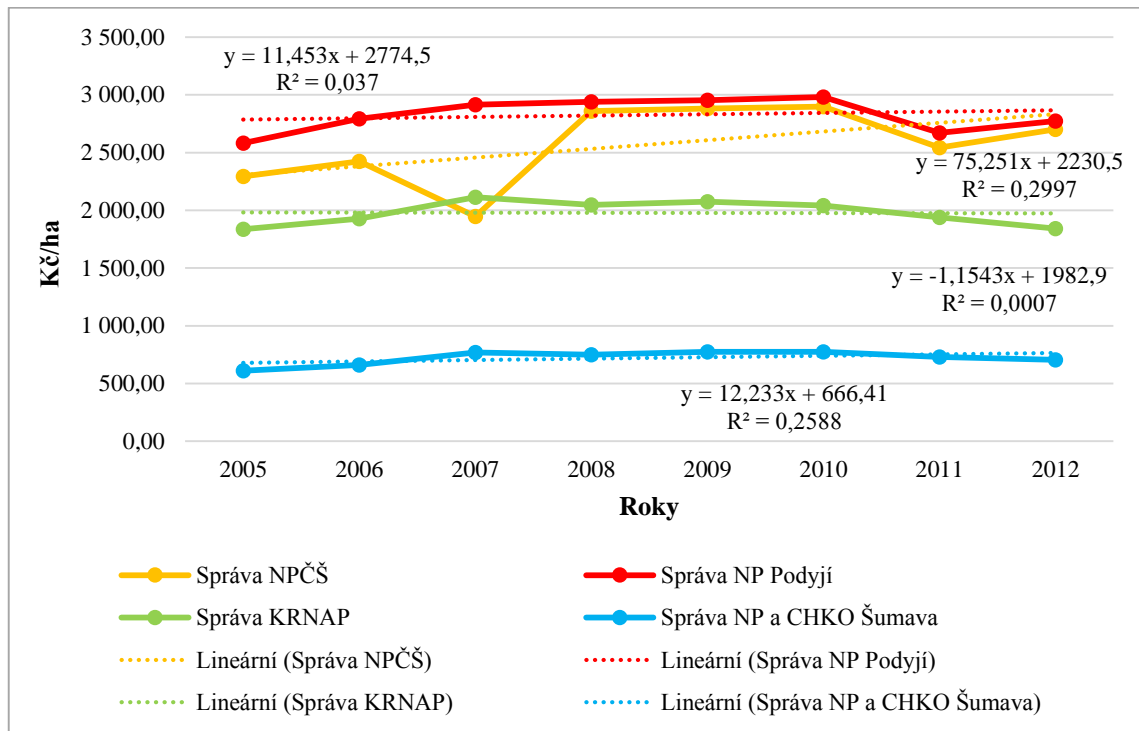 3 500,00
3 000,00
2 500,00
2 000,00
1 500,00
1 000,00
500,00
0,00
Kč/ha
y = 11,453x + 2774,5
R² = 0,037
y = 75,251x + 2230,5
R² = 0,2997
y = -1,1543x + 1982,9
R² = 0,0007
y = 12,233x + 666,41
R² = 0,2588
2005 2006 2007 2008 2009 2010 2011 2012
Roky
Správa NPČŠ
Správa NP Podyjí
Správa KRNAP
Správa NP a CHKO Šumava
Lineární (Správa NPČŠ)
Lineární (Správa NP Podyjí)
Lineární (Správa KRNAP)
Lineární (Správa NP a CHKO Šumava)